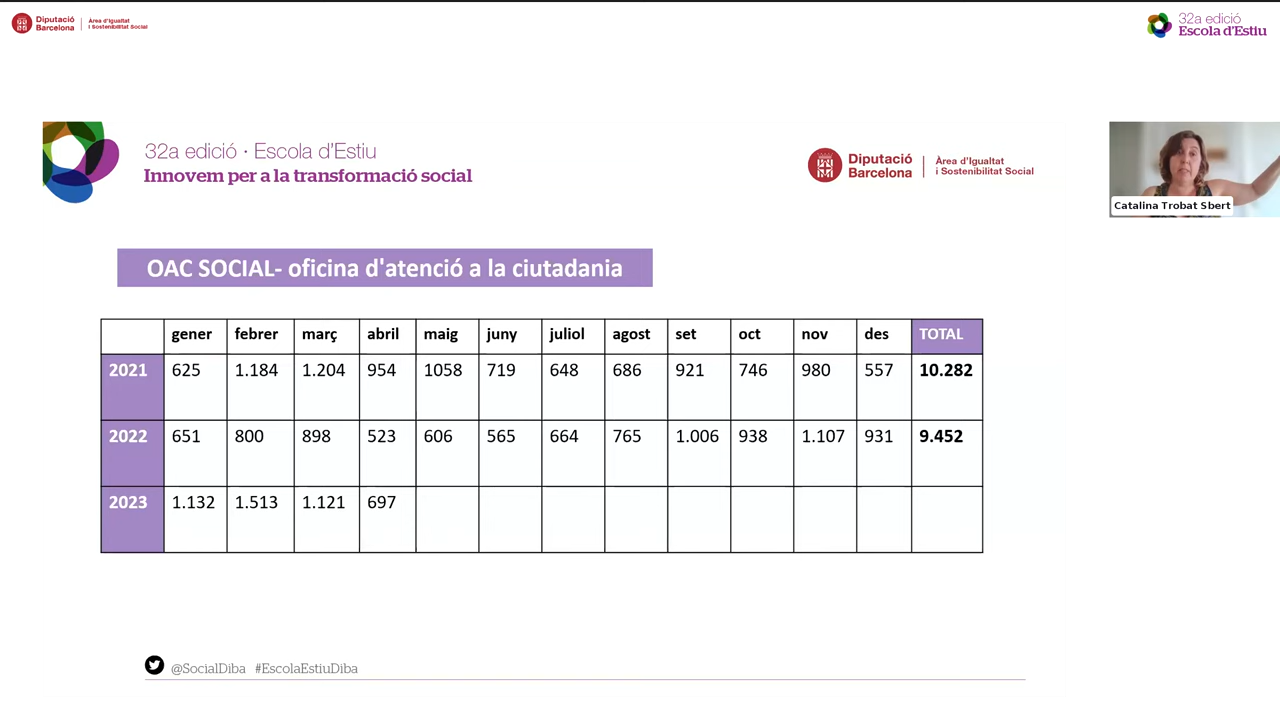 Diputació
Barcelona
Àrea d'Igualtat
i Sostenibilitat Social
32a edició
Escola d'Estiu
32a edició · Escola d'Estiu
Innovem per a la transformació social
Diputació
Barcelona
Àrea d'Igualtat
i Sostenibilitat Social
Catalina Trobat Sbert
OAC SOCIAL- oficina d'atenció a la ciutadania
gener febrer març abril maig juny juliol agost set oct nov des TOTAL
2021 625 1.184 1.204 954 1058 719 648 686 921 746 980 557 10.282
2022 651 800 898 523 606 565 664 765 1.006 938 1.107 931 9.452
2023 1.132 1.513 1.121 697
@SocialDiba #EscolaEstiuDiba